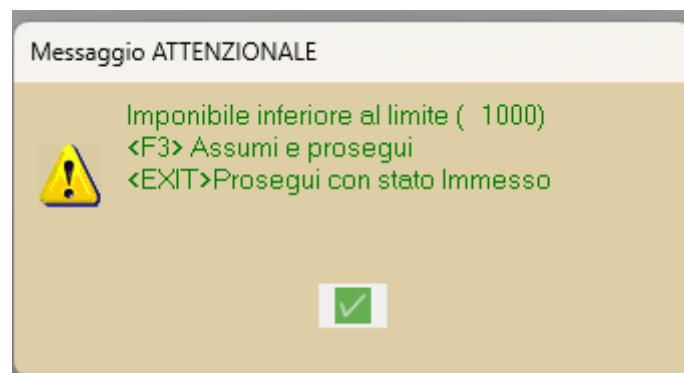 Messaggio ATTENZIONALE
Imponibile inferiore al limite (  1000)
<F3> Assumi e prosegui
<EXIT>Prosegui con stato Immesso